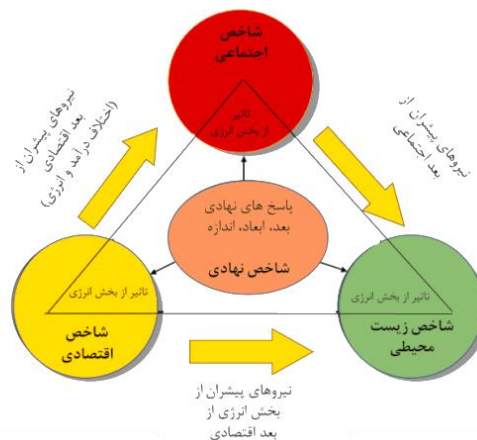 شاخص
اجتماعی
تاثیر
از بخش انرژی
نیروهای پیشران از
بعد اقتصادی
(اختلاف درآمد و انرژی)
نیروهای پیشران از
بعد اجتماعی
پاسخ های نهادی
بعد، ابعاد، اندازه
شاخص نهادی
تاثیر از بخش انرژی
شاخص
اقتصادی
تاثیر از بخش انرژی
شاخص زیست
محیطی
نیروهای پیشران از
بخش انرژی از
بعد اقتصادی